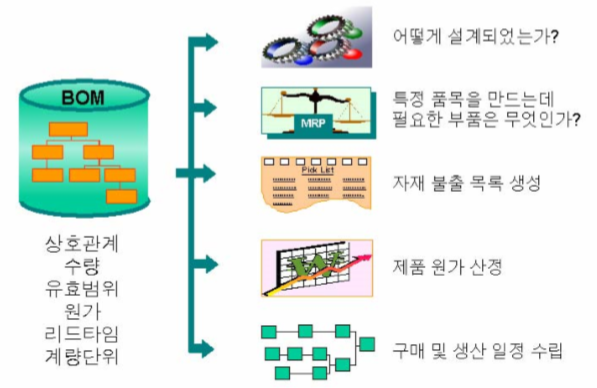 BOM
상호관계
수량
유효범위
원가
리드타임
계량단위
어떻게 설계되었는가?
MRP
특정 품목을 만드는데
필요한 부품은 무엇인가?
Pick List
자재 불출 목록 생성
제품 원가 산정
구매 및 생산 일정 수립